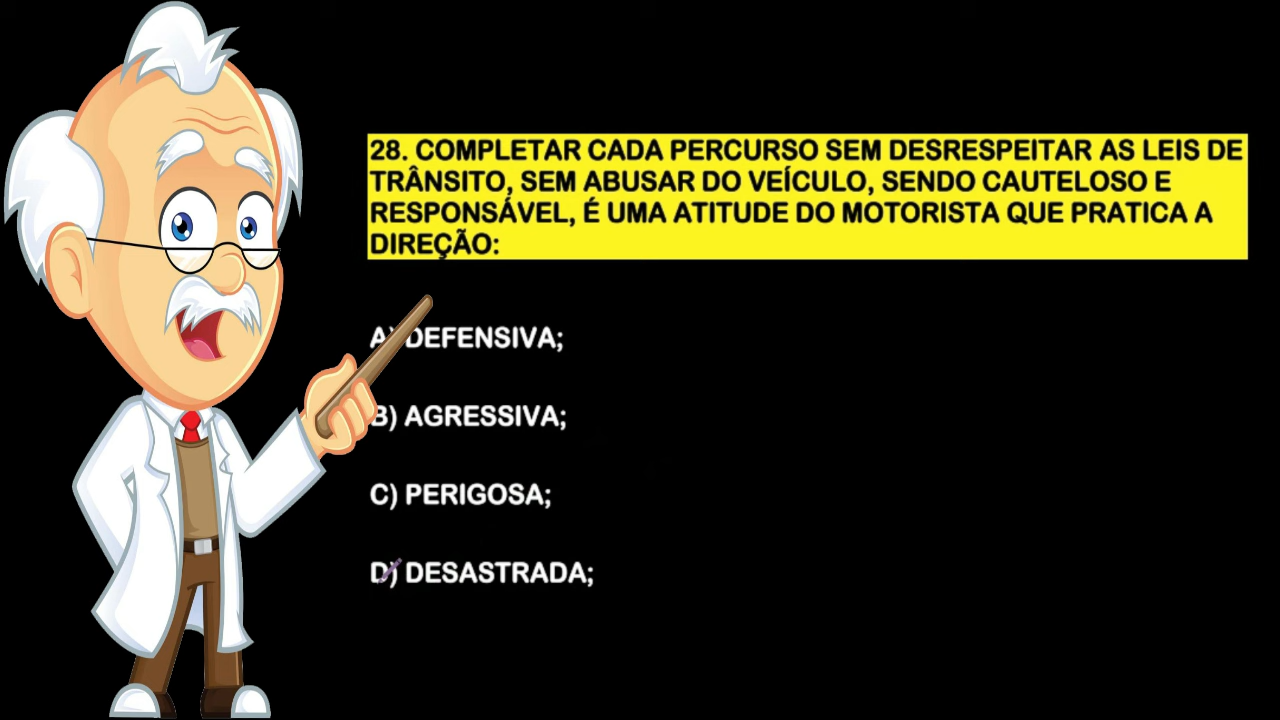 28. COMPLETAR CADA PERCURSO SEM DESRESPEITAR AS LEIS DE
TRÂNSITO, SEM ABUSAR DO VEÍCULO, SENDO CAUTELOSO E
RESPONSÁVEL, É UMA ATITUDE DO MOTORISTA QUE PRATICA A
DIREÇÃO:
A) DEFENSIVA;
B) AGRESSIVA;
C) PERIGOSA;
D) DESASTRADA;